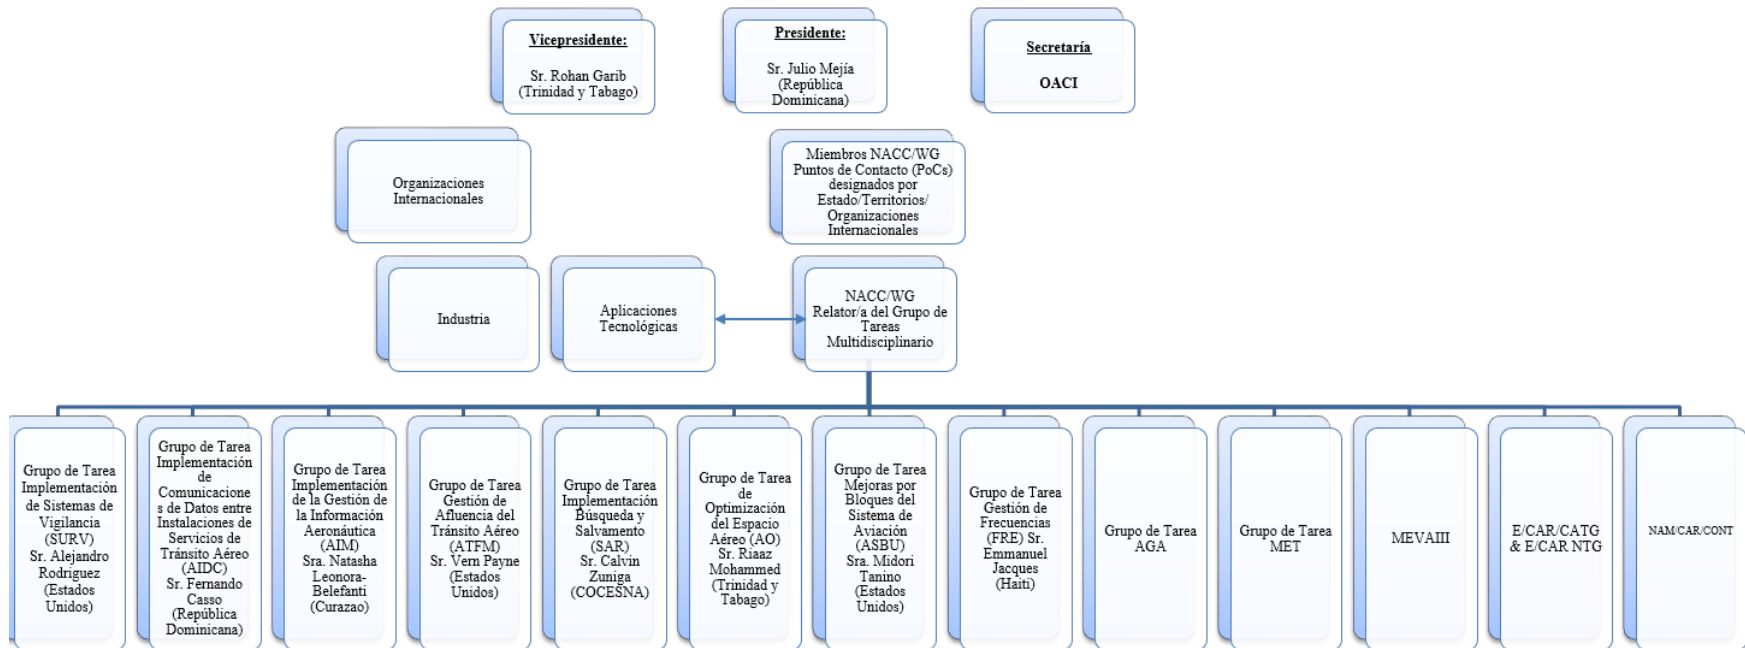 Vicepresidente:
Sr. Rohan Garib
(Trinidad y Tabago)
Presidente:
Sr. Julio Mejía
(República
Dominicana)
Secretaría
OACI
Organizaciones
Internacionales
Miembros NACC/WG
Puntos de Contacto (PoCs)
designados por
Estado/Territorios/
Organizaciones
Internacionales
Industria
Aplicaciones
Tecnológicas
NACC/WG
Relator/a del Grupo de
Tareas
Multidisciplinario
Grupo de Tarea
Implementación
de Sistemas de
Vigilancia
(SURV)
Sr. Alejandro
Rodriguez
(Estados
Unidos)
Grupo de Tarea
Implementación
de
Comunicacione
s de Datos entre
Instalaciones de
Servicios de
Tránsito Aéreo
(AIDC)
Sr. Fernando
Casso
(República
Dominicana)
Grupo de Tarea
Implementación
de la Gestión de
la Información
Aeronáutica
(AIM)
Sra. Natasha
Leonora-
Belefanti
(Curazao)
Grupo de Tarea
Gestión de
Afluencia del
Tránsito Aéreo
(ATFM)
Sr. Vern Payne
(Estados
Unidos)
Grupo de Tarea
Implementación
Búsqueda y
Salvamento
(SAR)
Sr. Calvin
Zuniga
(COCESNA)
Grupo de Tarea
de
Optimización
del Espacio
Aéreo (AO)
Sr. Riaaz
Mohammed
(Trinidad y
Tabago)
Grupo de Tarea
Mejoras por
Bloques del
Sistema de
Aviación
(ASBU)
Sra. Midori
Tanino
(Estados
Unidos)
Grupo de Tarea
Gestión de
Frecuencias
(FRE) Sr.
Emmanuel
Jacques
(Haiti)
Grupo de Tarea
AGA
Grupo de Tarea
MET
MEVAIII
E/CAR/CATG
& E/CAR NTG
NAM/CAR/CONT